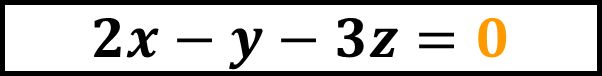 2x − y − 3z = 0